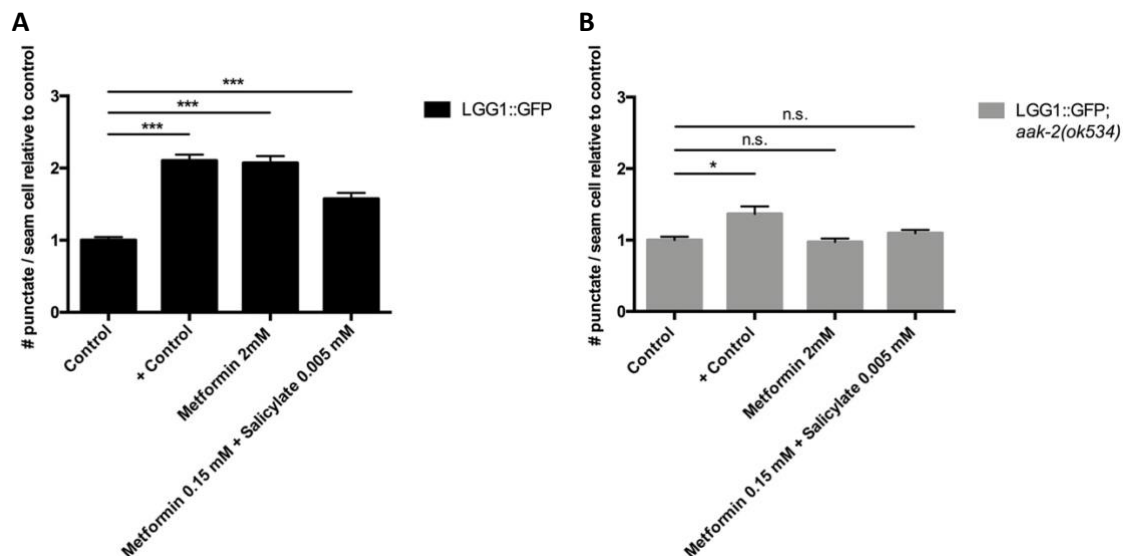 A
# punctate / seam cell relative to control
3
2
1
0
***
***
***
LGG1::GFP
Control
+ Control
Metformin 2mM
Metformin 0.15 mM + Salicylate 0.005 mM
B
# punctate / seam cell relative to control
3
2
1
0
n.s.
n.s.
*
LGG1::GFP;
aak-2(ok534)
Control
+ Control
Metformin 2mM
Metformin 0.15 mM + Salicylate 0.005 mM